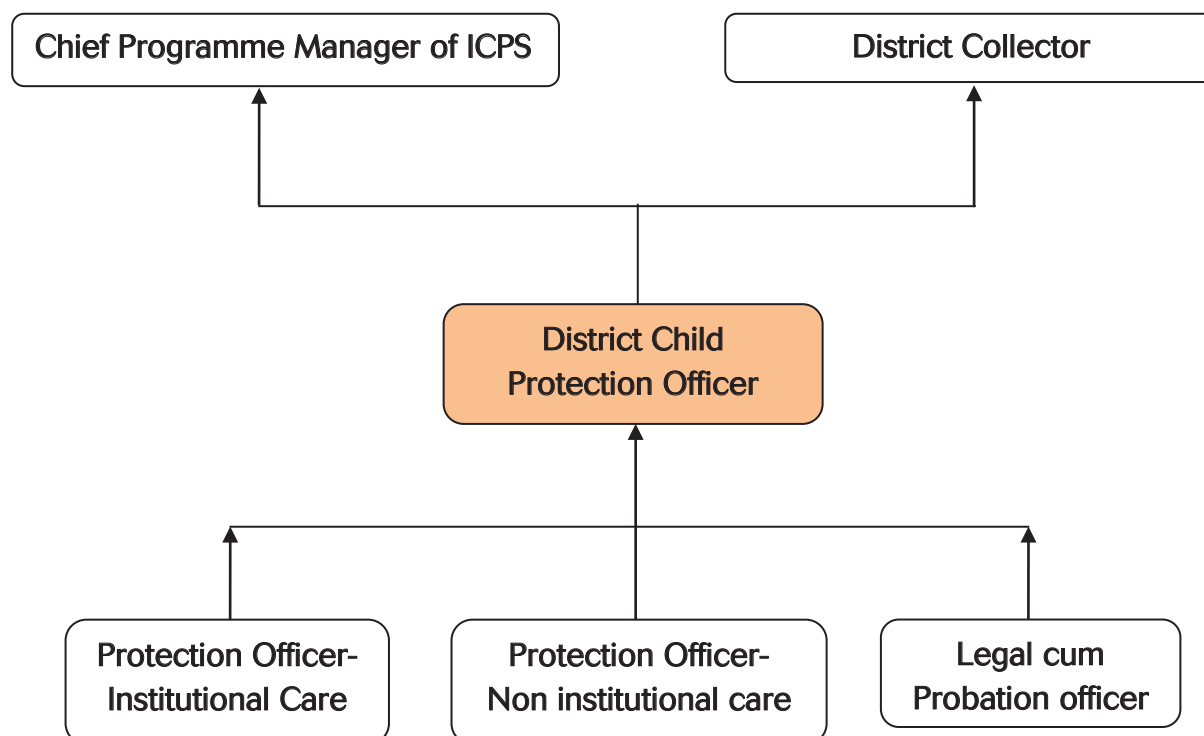 Chief Programme Manager of ICPS
District Collector
District Child
Protection Officer
Protection Officer-
Institutional Care
Protection Officer-
Non institutional care
Legal cum
Probation officer